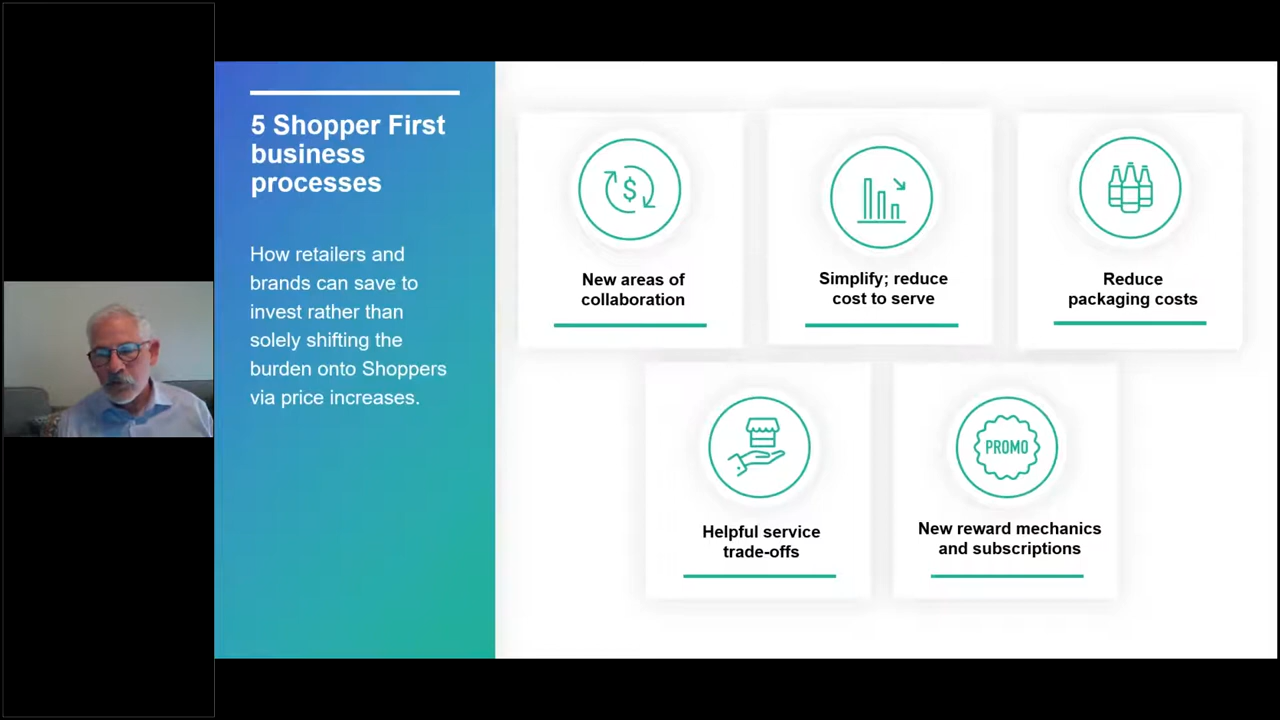 5 Shopper First
business
processes
How retailers and
brands can save to
invest rather than
solely shifting the
burden onto Shoppers
via price increases.
$
New areas of
collaboration
Simplify; reduce
cost to serve
Reduce
packaging costs
Helpful service
trade-offs
PROMO
New reward mechanics
and subscriptions